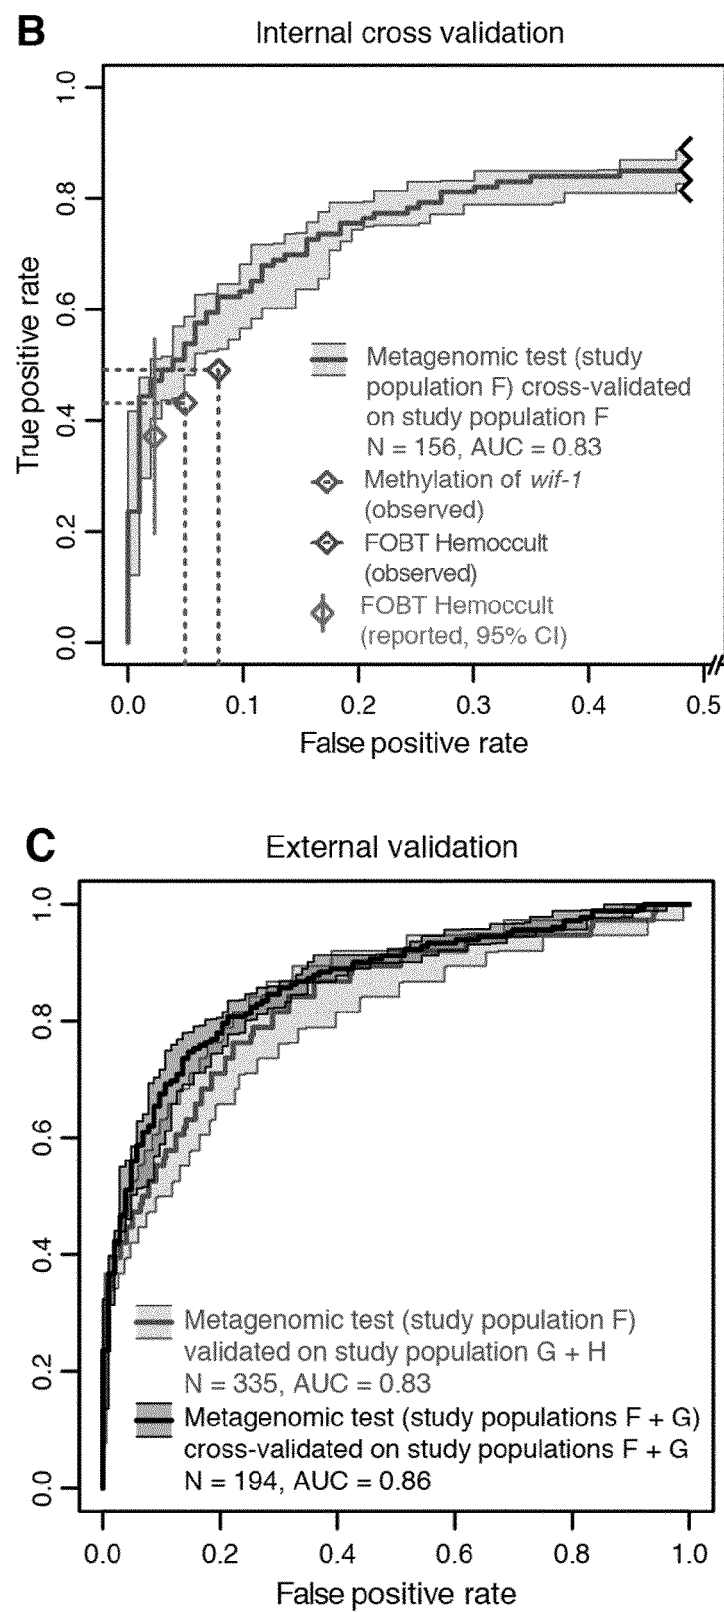 B
Internal cross validation
1.0
0.8
0.6
0.4
0.2
0.0
True positive rate
Metagenomic test (study
population F) cross-validated
on study population F
N = 156, AUC = 0.83
Methylation of wif-1
(observed)
FOBT Hemoccult
(observed)
FOBT Hemoccult
(reported, 95% CI)
0.0 0.1 0.2 0.3 0.4 0.5
False positive rate
C
External validation
1.0
0.8
0.6
0.4
0.2
0.0
Metagenomic test (study population F)
validated on study population G + H
N = 335, AUC = 0.83
Metagenomic test (study populations F + G)
cross-validated on study populations F + G
N = 194, AUC = 0.86
0.0 0.2 0.4 0.6 0.8 1.0
False positive rate